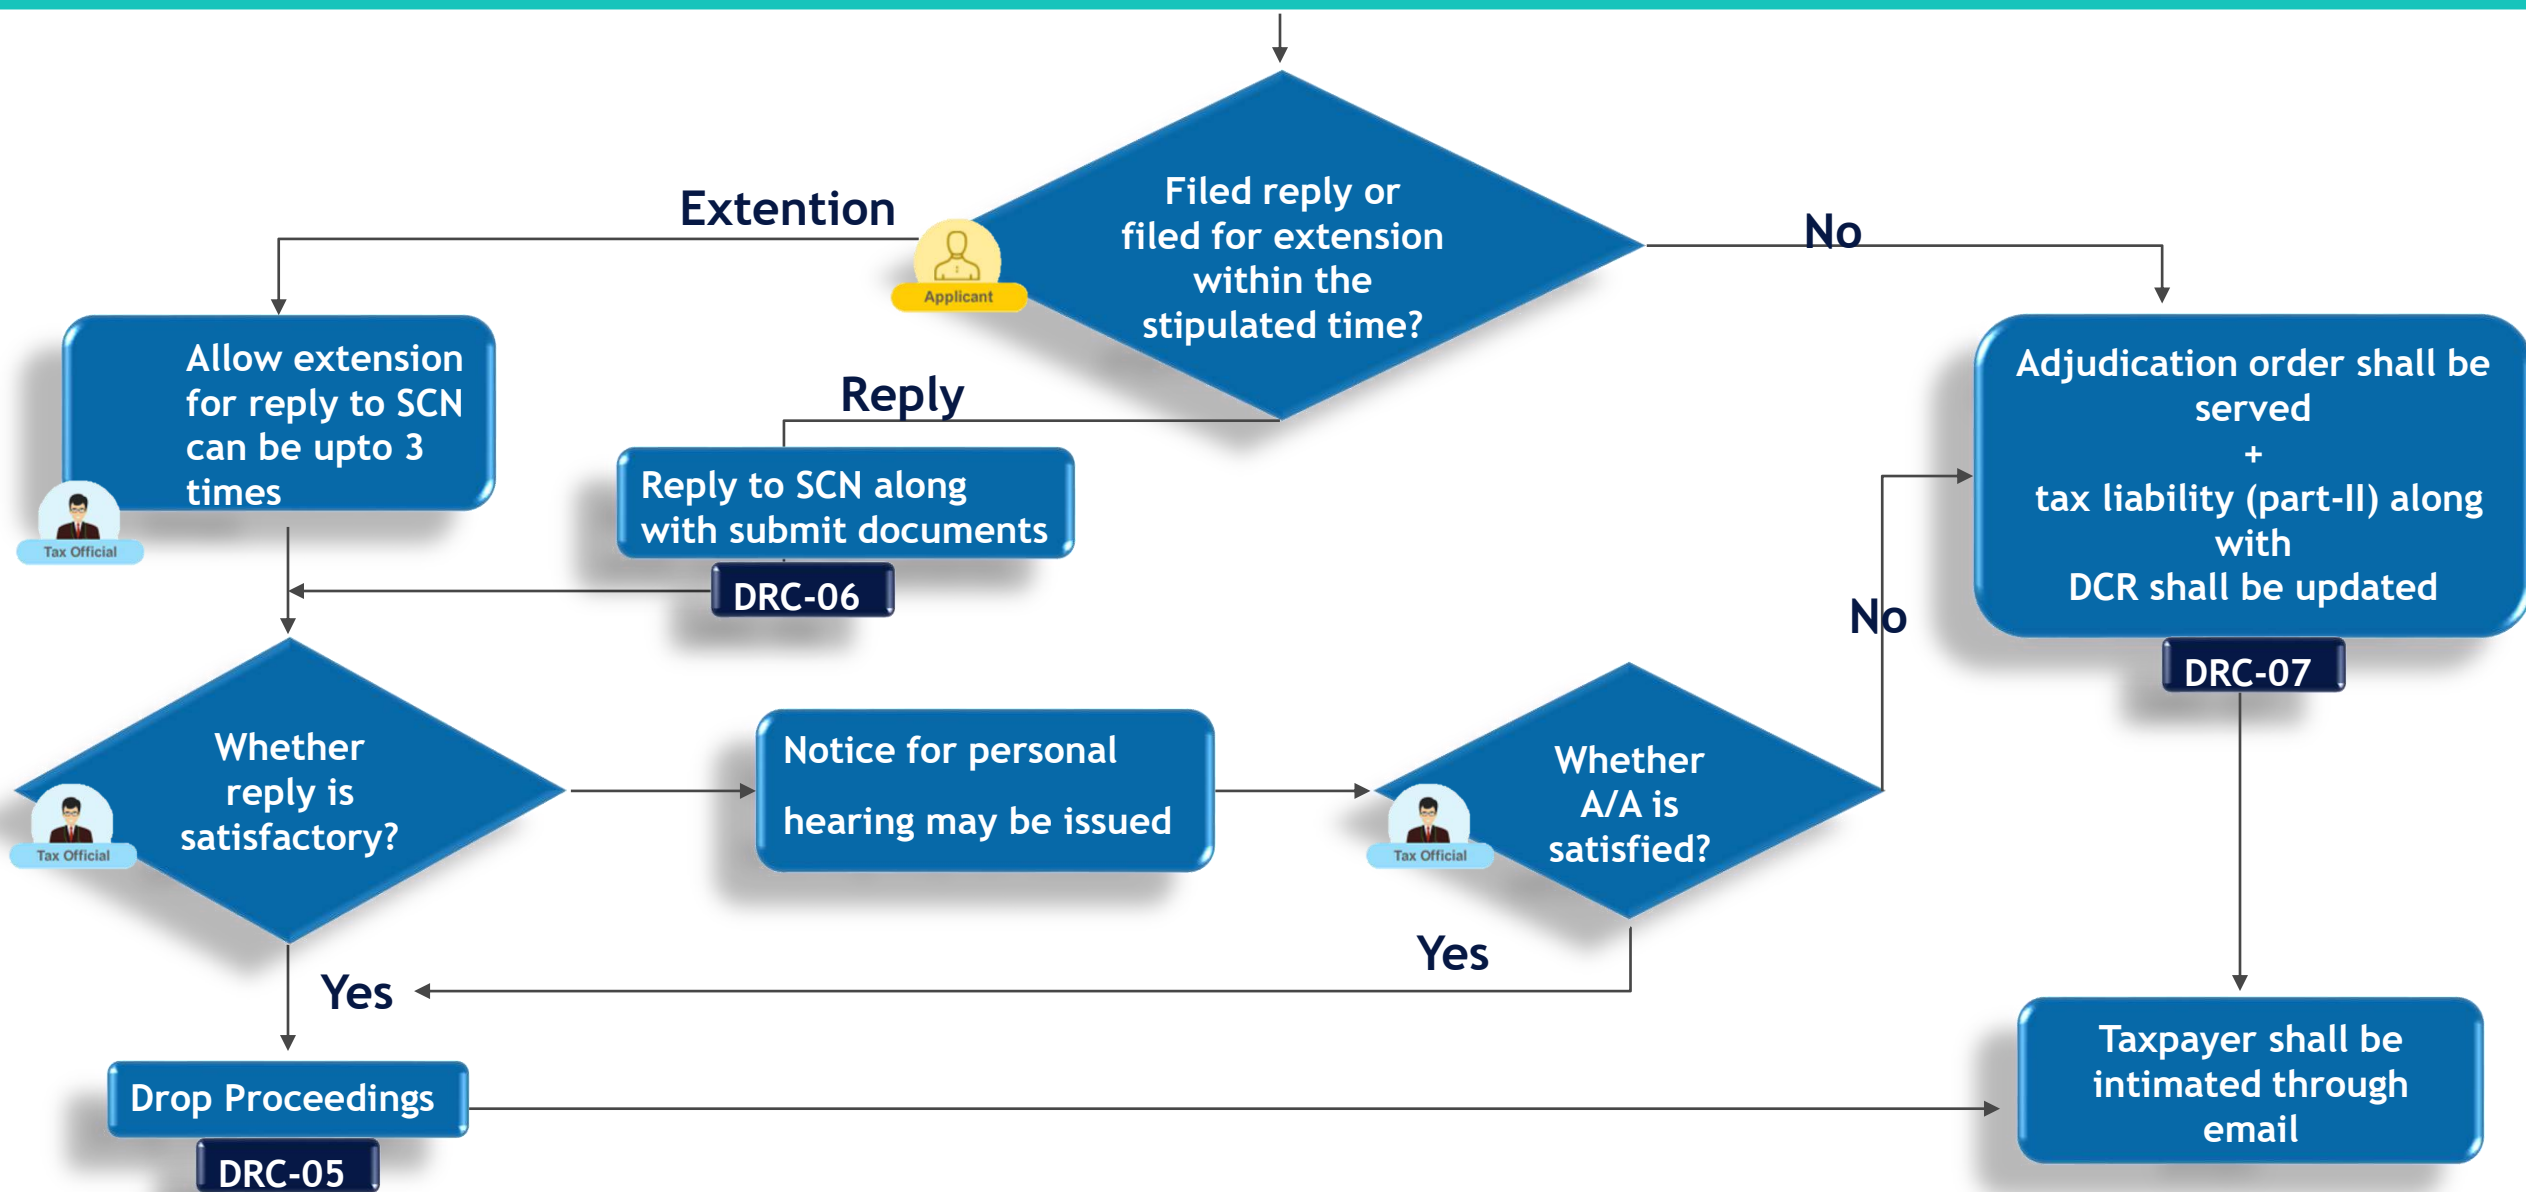 Filed reply or
filed for extension
within the
stipulated time?
Applicant
Extention
No
Reply
Allow extension
for reply to SCN
can be upto 3
times
Tax Official
Reply to SCN along
with submit documents
DRC-06
Adjudication order shall be
served
+
tax liability (part-II) along
with
DCR shall be updated
DRC-07
No
Whether
reply is
satisfactory?
Tax Official
Notice for personal
hearing may be issued
Whether
A/A is
satisfied?
Tax Official
Yes
Yes
Drop Proceedings
DRC-05
Taxpayer shall be
intimated through
email